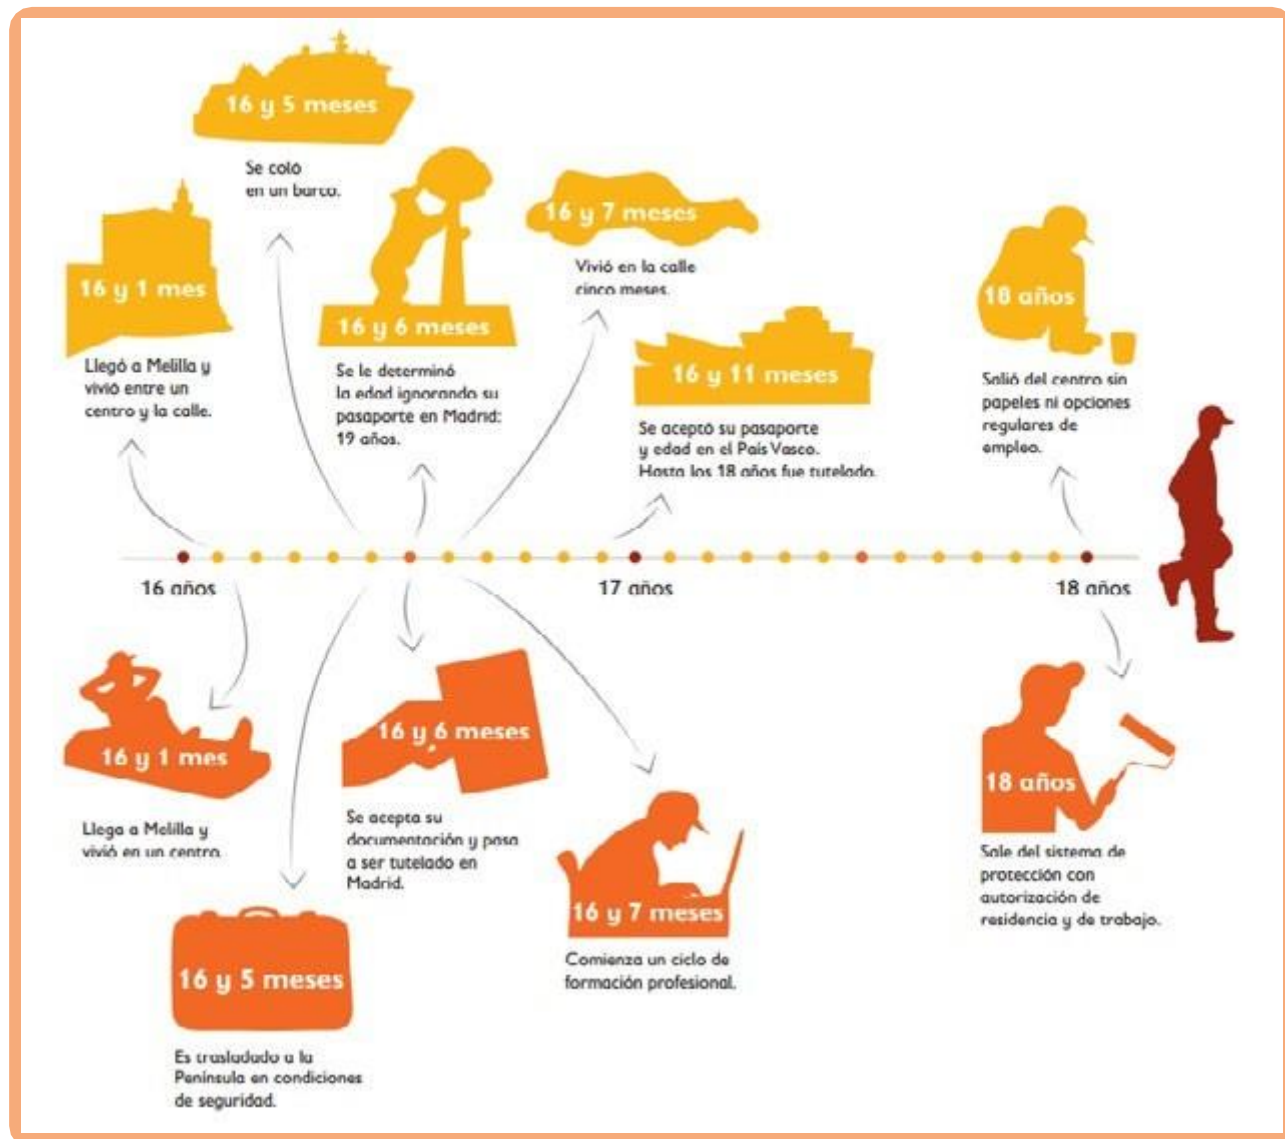 16 y 5 meses
Se coló
en un barco.
16 y 1 mes
Llegó a Melilla y
vivió entre un
centro y la calle.
16 y 6 meses
Se le determinó
la edad ignorando su
pasaporte en Madrid:
19 años.
16 y 7 meses
Vivió en la calle
cinco meses.
16 y 11 meses
Se aceptó su pasaporte
y edad en el País Vasco.
Hasta los 18 años fue tutelado.
18 años
Salió del centro sin
papeles ni opciones
regulares de
empleo.
16 años
17 años
18 años
16 y 1 mes
Llega a Melilla y
vivió en un centro.
16 y 5 meses
Es trasladado a la
Península en condiciones
de seguridad.
16 y 6 meses
Se acepta su
documentación y pasa
a ser tutelado en
Madrid.
16 y 7 meses
Comienza un ciclo de
formación profesional.
18 años
Sale del sistema de
protección con
autorización de
residencia y de trabajo.